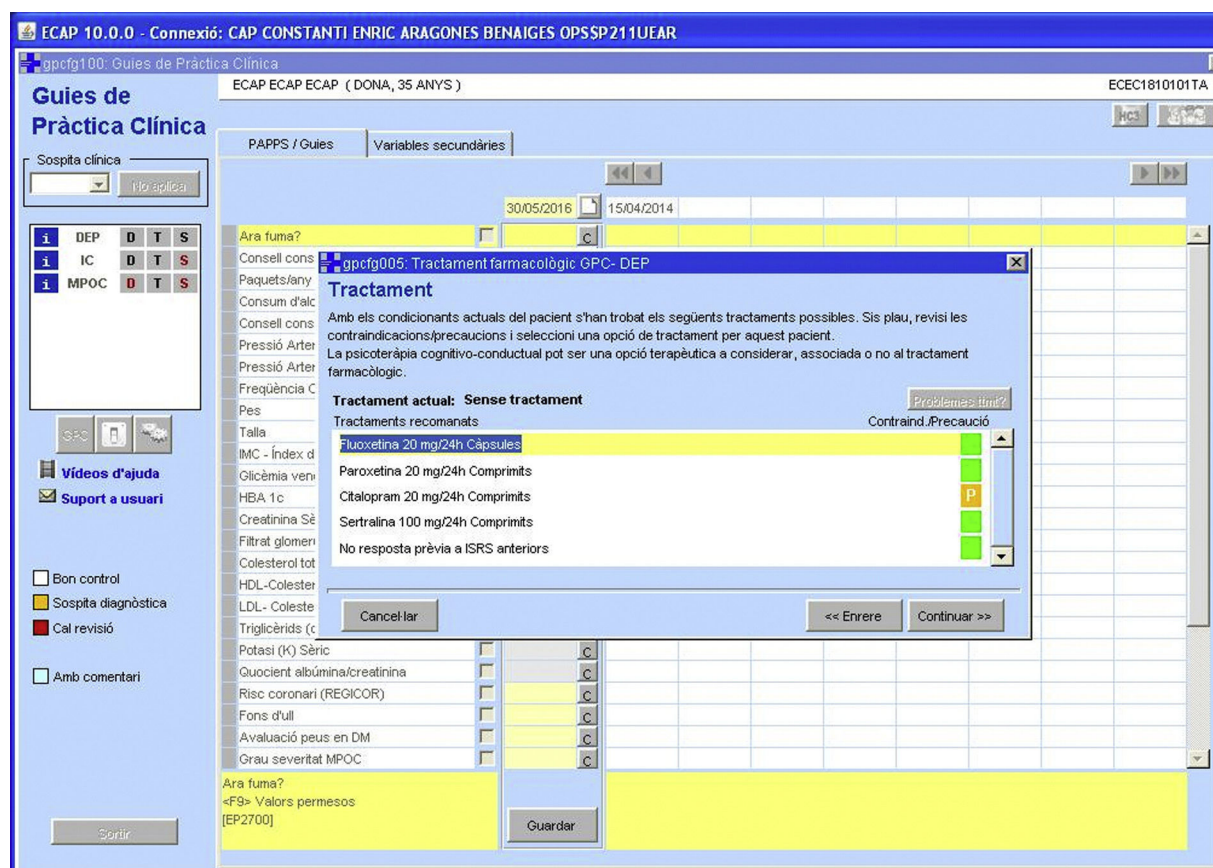 ECAP 10.0.0 - Connexió: CAP CONSTANTI ENRIC ARAGONES BENAIGES OPS$P211UEAR
gpcfg100: Guies de Pràctica Clínica
Guies de
Pràctica Clínica
ECAP ECAP ECAP ( DONA, 35 ANYS )
ECEC1810101TA
HC3
Sospita clínica
No aplica
PAPPS / Guies
Variables secundàries
30/05/2016
15/04/2014
i DEP D T S
i IC D T S
i MPOC D T S
GPC
Vídeos d'ajuda
Suport a usuari
Bon control
Sospita diagnòstica
Cal revisió
Amb comentari
Sortir
Ara fuma? C
Consell cons
Paquets/any
Consum d'alc
Consell cons
Pressió Arter
Pressió Arter
Freqüència C
Pes
Talla
IMC - Índex d
Glicèmia ven
HBA 1c
Creatinina Sè
Filtrat glomer
Colesterol tot
HDL-Colester
LDL- Coleste
Triglicèrids (c
Potasi (K) Sèric C
Quocient albúmina/creatinina C
Risc coronari (REGICOR) C
Fons d'ull C
Avaluació peus en DM C
Grau severitat MPOC C
gpcfg005: Tractament farmacològic GPC- DEP
Tractament
Amb els condicionants actuals del pacient s'han trobat els següents tractaments possibles. Sis plau, revisi les
contraindicacions/precaucions i seleccioni una opció de tractament per aquest pacient.
La psicoteràpia cognitivo-conductual pot ser una opció terapèutica a considerar, associada o no al tractament
farmacòlogic.
Tractament actual: Sense tractament
Problemes ttmt?
Tractaments recomanats
Contraind./Precaució
Fluoxetina 20 mg/24h Càpsules
Paroxetina 20 mg/24h Comprimits
Citalopram 20 mg/24h Comprimits P
Sertralina 100 mg/24h Comprimits
No resposta prèvia a ISRS anteriors
Cancel·lar
<< Enrere
Continuar >>
Ara fuma?
<F9> Valors permesos
[EP2700]
Guardar